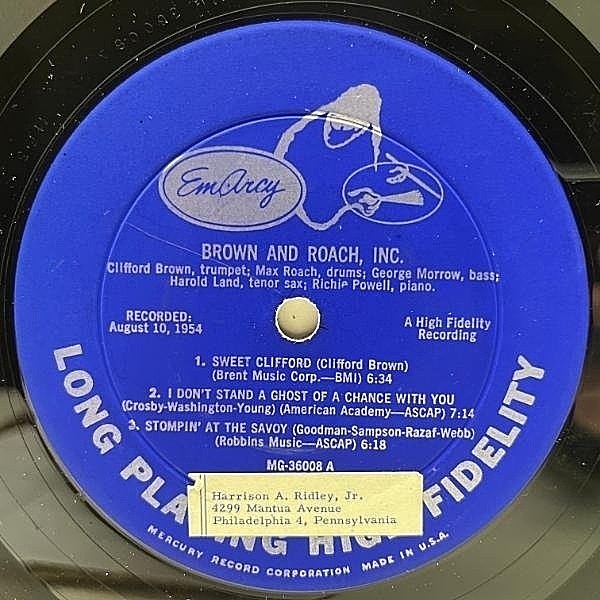 EmArcy
BROWN AND ROACH, INC.
Clifford Brown, trumpet; Max Roach, drums; George Morrow, bass;
Harold Land, tenor sax; Richie Powell, piano.
RECORDED:
August 10, 1954
A High Fidelity
Recording
1. SWEET CLIFFORD (Clifford Brown)
(Brent Music Corp.—BMI) 6:34
2. I DON'T STAND A GHOST OF A CHANCE WITH YOU
(Crosby-Washington-Young) (American Academy—ASCAP) 7:14
3. STOMPIN' AT THE SAVOY (Goodman-Sampson-Razaf-Webb)
(Robbins Music—ASCAP) 6:18
MG-36008 A
Harrison A. Ridley, Jr.
4299 Mantua Avenue
Philadelphia 4, Pennsylvania
LONG PLAYING HIGH FIDELITY
MERCURY RECORD CORPORATION MADE IN U.S.A.